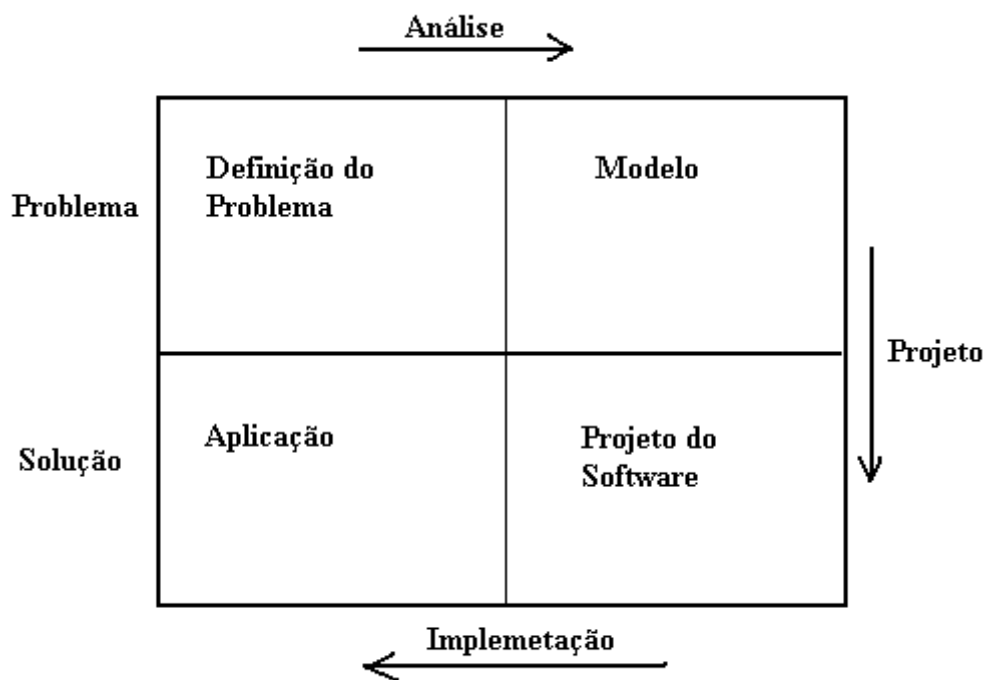 Análise
Definição do
Problema
Modelo
Problema
Projeto
Aplicação
Projeto do
Software
Solução
Implemetação